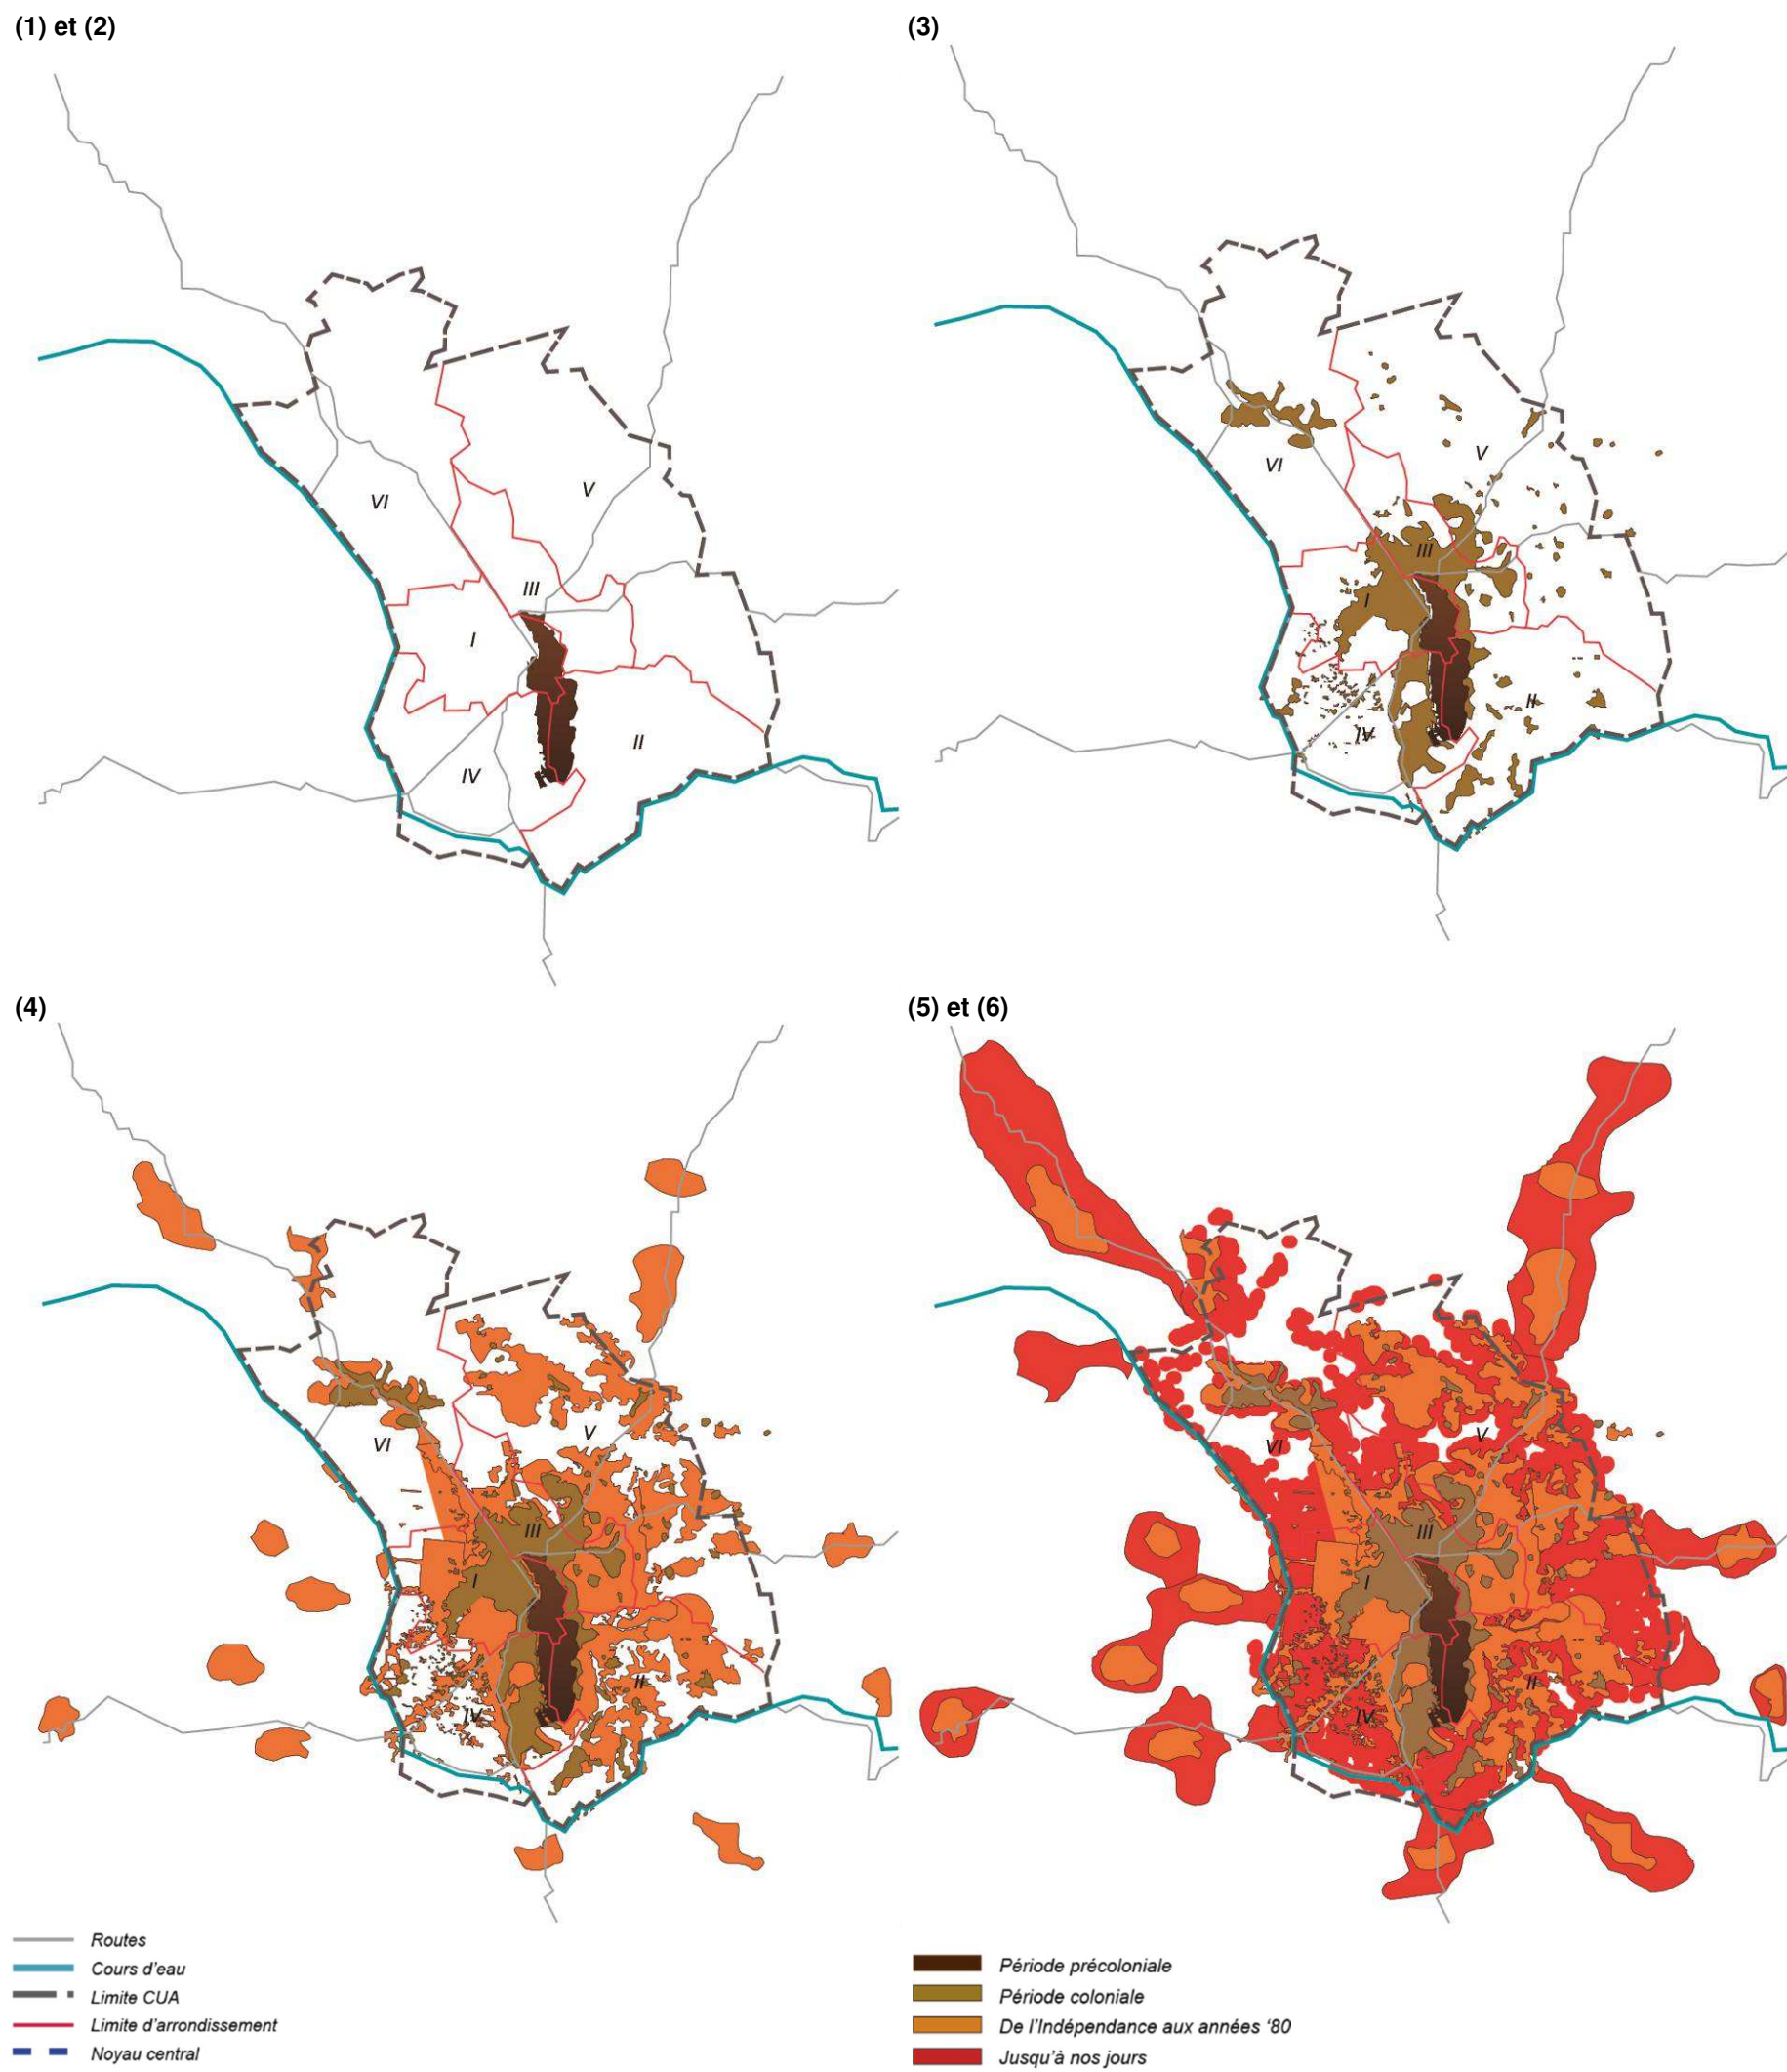 (1) et (2)
(3)
VI
V
III
I
II
IV
V
VI
III
I
II
IV
(4)
(5) et (6)
V
VI
III
I
II
IV
V
VI
III
I
II
IV
Routes
Cours d'eau
Limite CUA
Limite d'arrondissement
Noyau central
Période précoloniale
Période coloniale
De l'Indépendance aux années '80
Jusqu'à nos jours